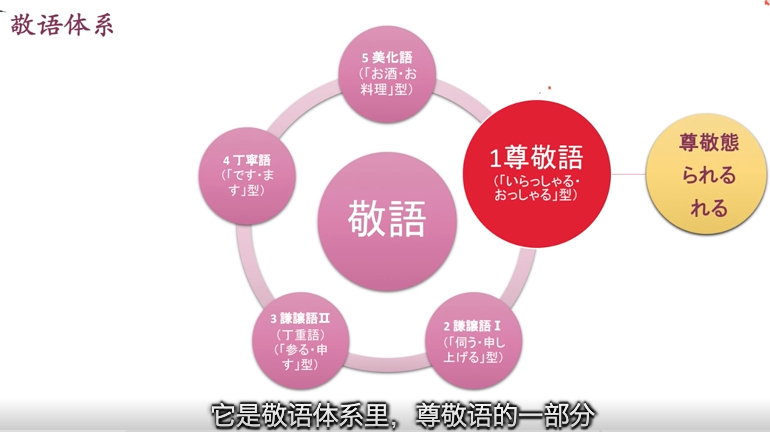 敬语体系
5 美化語
(「お酒・お
料理」型)
1尊敬語
(「いらっしゃる・
おっしゃる」型)
尊敬態
られる
れる
4 丁寧語
(「です・ま
す」型)
敬語
3 謙譲語Ⅱ
(丁重語)
(「参る・申
す」型)
2 謙譲語Ⅰ
(「伺う・申し
上げる」型)
它是敬语体系里，尊敬语的一部分